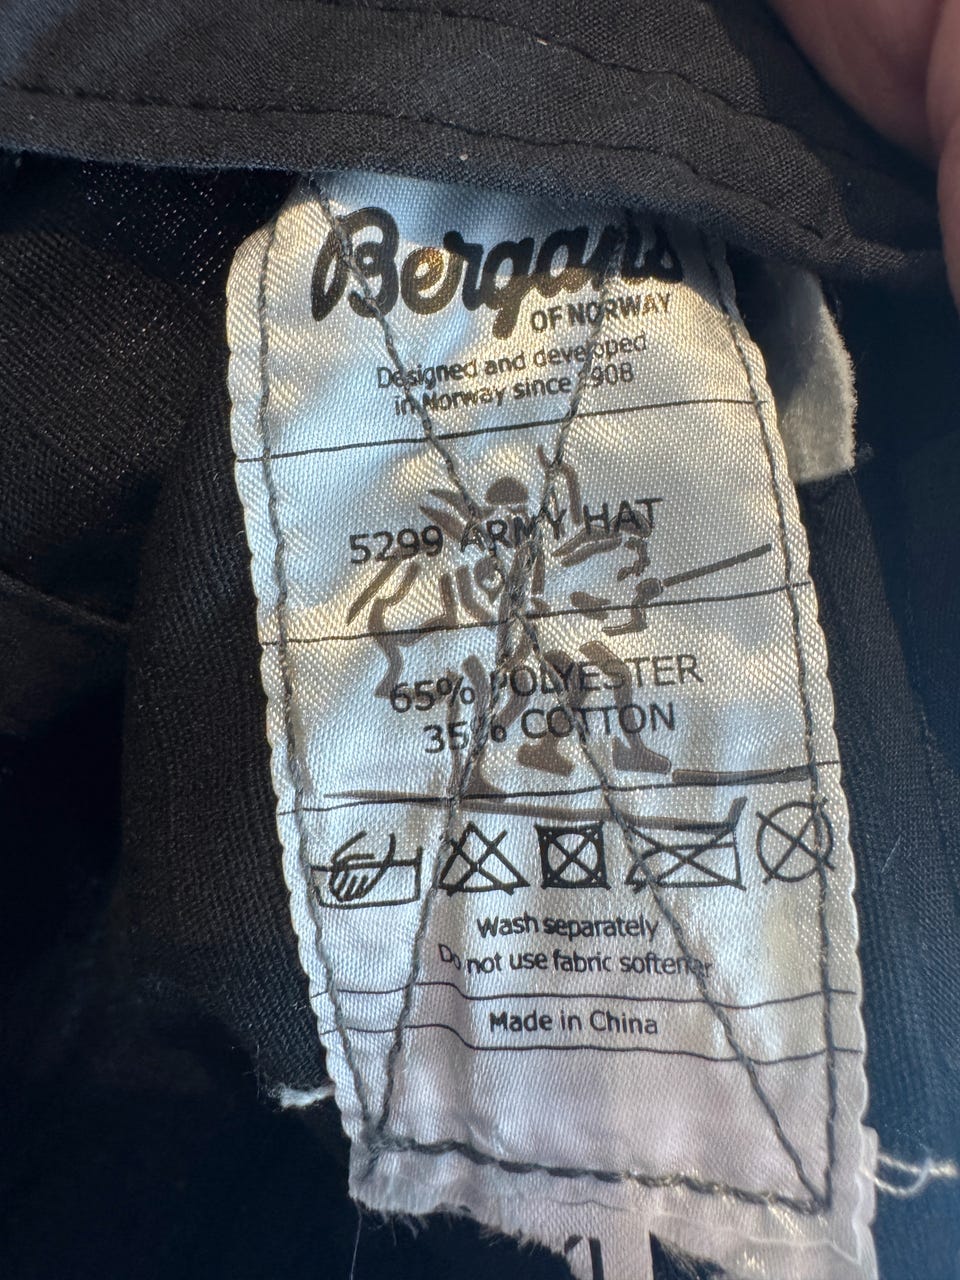 Bergans
OF NORWAY
Designed and developed
in Norway since 1908
5299 ARMY HAT
65% POLYESTER
35% COTTON
Wash separately
Do not use fabric softener
Made in China